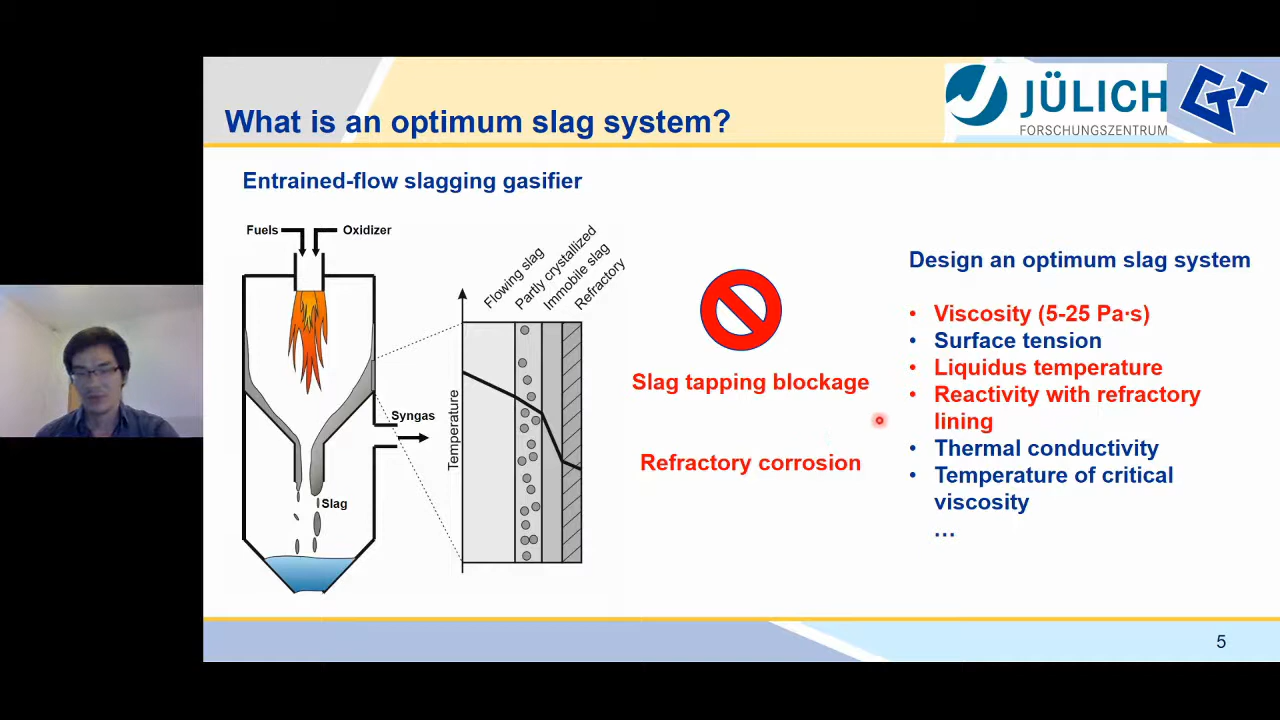 JÜLICH
FORSCHUNGSZENTRUM
GTT
What is an optimum slag system?
Entrained-flow slagging gasifier
Fuels
Oxidizer
Syngas
Slag
Temperature
Flowing slag
Partly crystallized
Immobile slag
Refractory
Slag tapping blockage
Refractory corrosion
Design an optimum slag system
• Viscosity (5-25 Pa·s)
• Surface tension
• Liquidus temperature
• Reactivity with refractory
lining
• Thermal conductivity
• Temperature of critical
viscosity
...
5